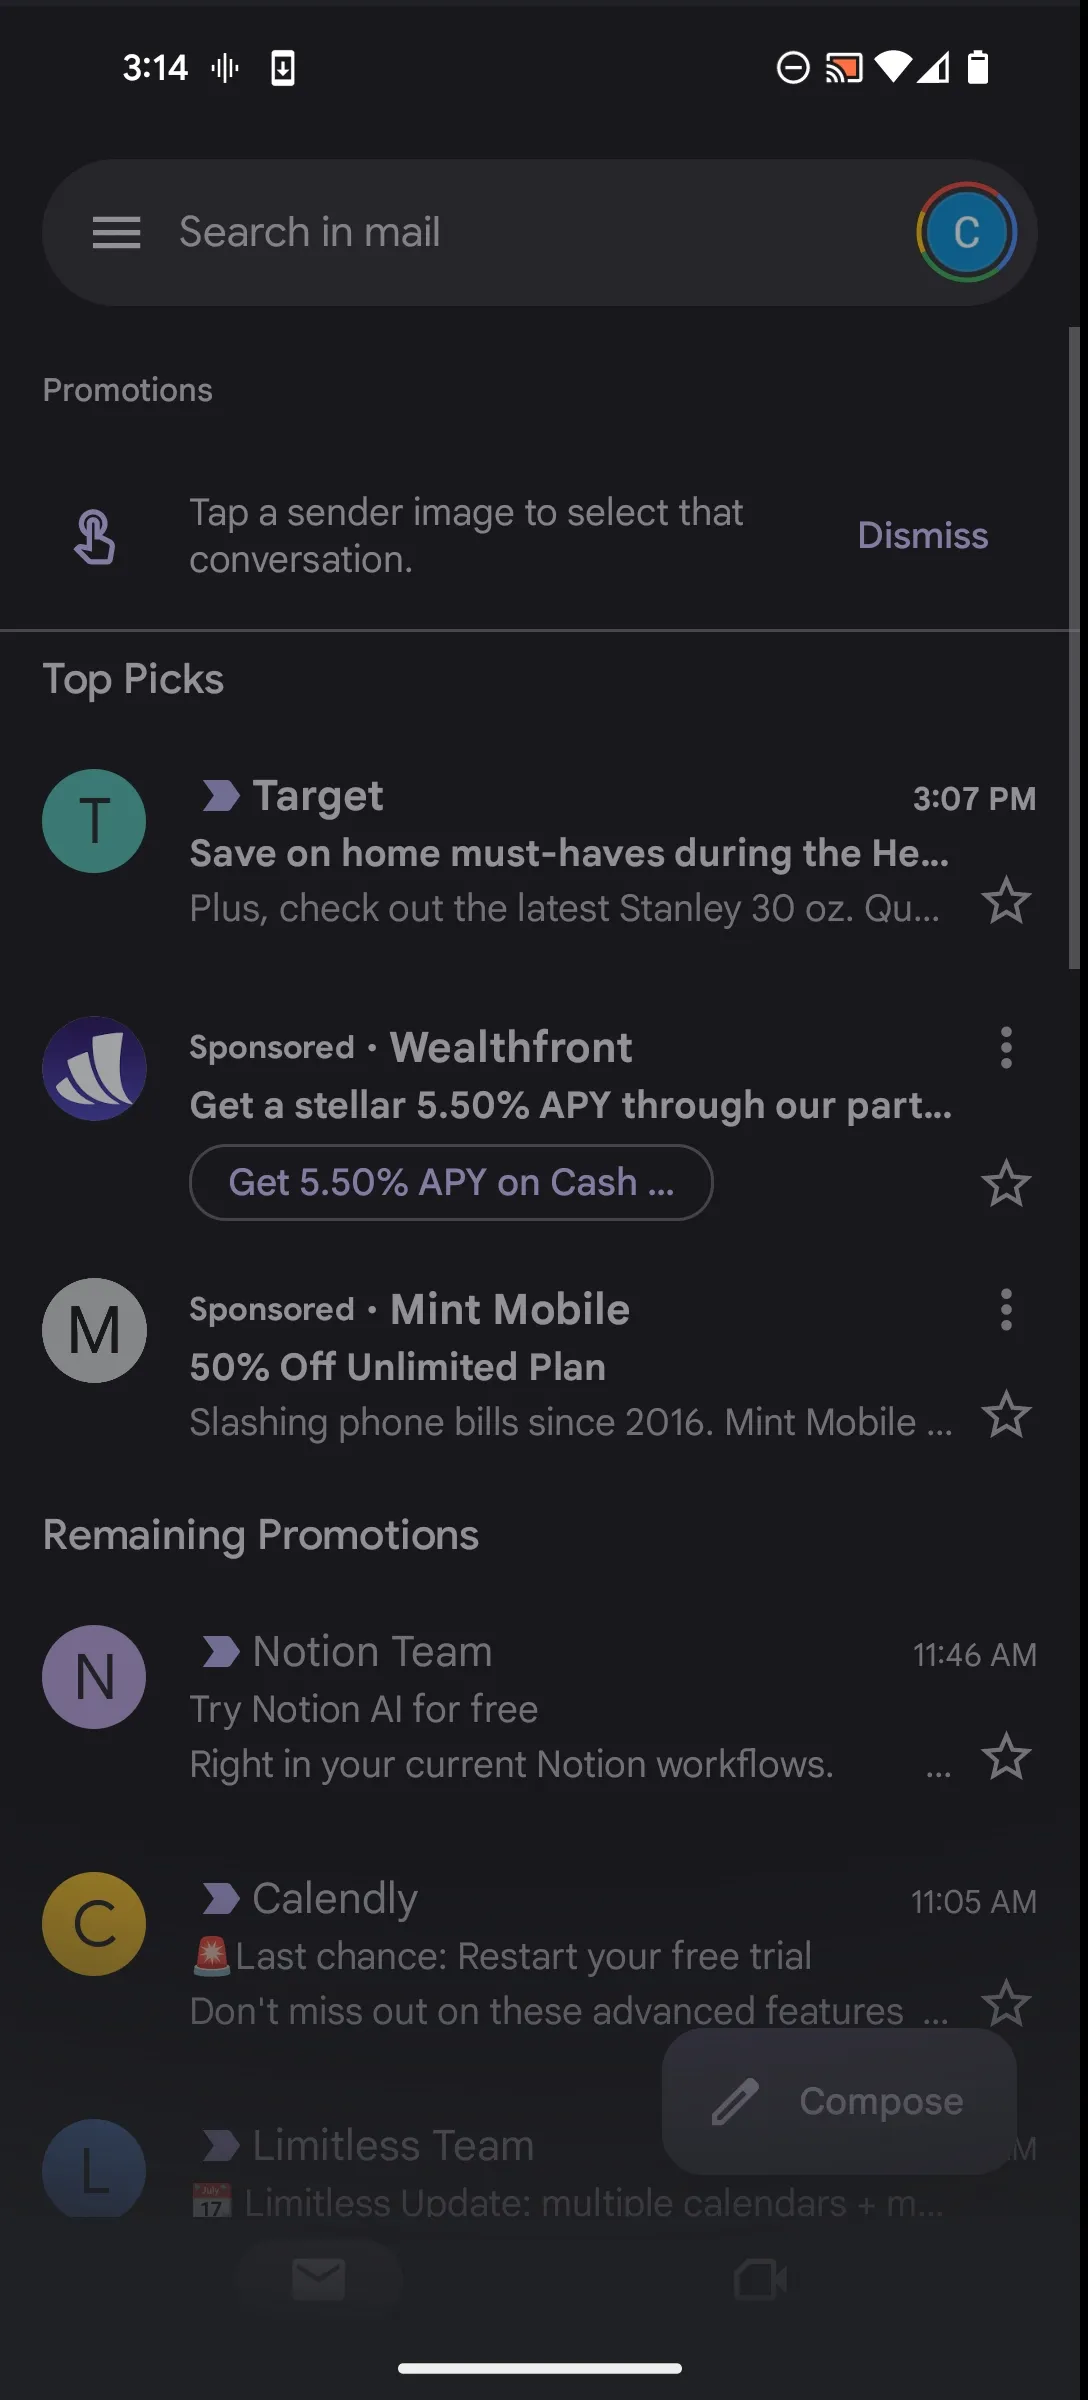 3:14
Search in mail
C
Promotions
Tap a sender image to select that
conversation.
Dismiss
Top Picks
T
Target
3:07 PM
Save on home must-haves during the He...
Plus, check out the latest Stanley 30 oz. Qu...
Sponsored · Wealthfront
Get a stellar 5.50% APY through our part...
Get 5.50% APY on Cash ...
M
Sponsored · Mint Mobile
50% Off Unlimited Plan
Slashing phone bills since 2016. Mint Mobile ...
Remaining Promotions
N
Notion Team
11:46 AM
Try Notion AI for free
Right in your current Notion workflows. ...
C
Calendly
11:05 AM
🚨Last chance: Restart your free trial
Don't miss out on these advanced features ...
Compose
L
Limitless Team
M
📅 Limitless Update: multiple calendars + m...